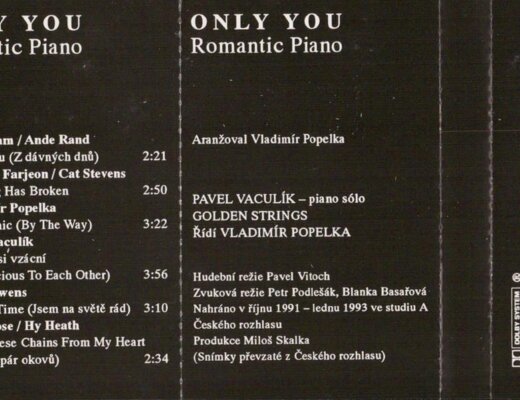 Y YOU
tic Piano
am / Ande Rand
u (Z dávných dnů) 2:21
Farjeon / Cat Stevens
g Has Broken 2:50
r Popelka
nic (By The Way) 3:22
aculík
si vzácní
cious To Each Other) 3:56
wens
Time (Jsem na světě rád) 3:10
ose / Hy Heath
ese Chains From My Heart
pár okovů) 2:34
ONLY YOU
Romantic Piano
Aranžoval Vladimír Popelka
PAVEL VACULÍK – piano sólo
GOLDEN STRINGS
Řídí VLADIMÍR POPELKA
Hudební režie Pavel Vitoch
Zvuková režie Petr Podlešák, Blanka Basařová
Nahráno v říjnu 1991 – lednu 1993 ve studiu A
Českého rozhlasu
Produkce Miloš Skalka
(Snímky převzaté z Českého rozhlasu)
®
DOLBY SYSTEM